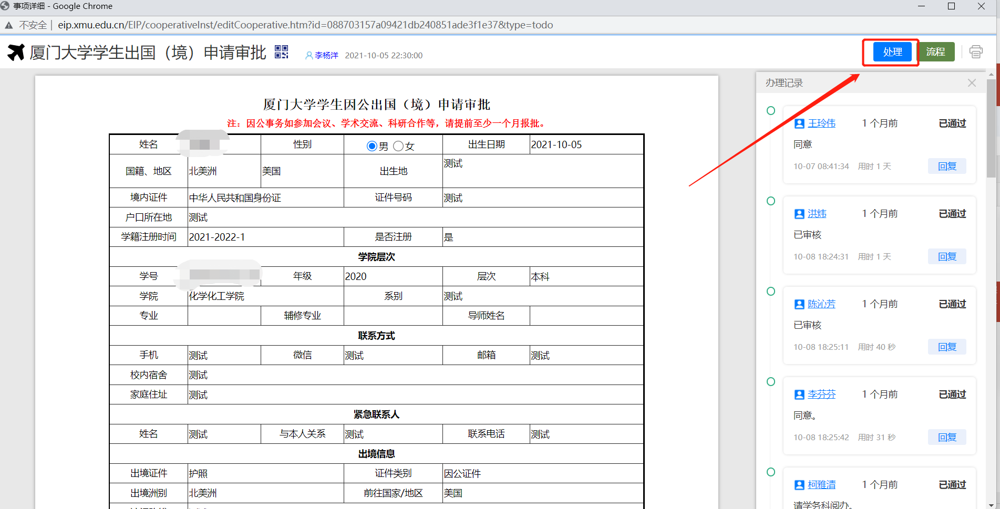 事项详细 - Google Chrome
不安全 | eip.xmu.edu.cn/EIP/cooperativeInst/editCooperative.htm?id=088703157a09421db240851ade3f1e37&type=todo
厦门大学学生出国（境）申请审批 李杨洋 2021-10-05 22:30:00 处理 流程
厦门大学学生因公出国（境）申请审批
注：因公事务如参加会议、学术交流、科研合作等，请提前至少一个月报批。
姓名 性别 男 女 出生日期 2021-10-05
国籍、地区 北美洲 美国 出生地 测试
境内证件 中华人民共和国身份证 证件号码 测试
户口所在地 测试
学籍注册时间 2021-2022-1 是否注册 是
学院层次
学号 年级 2020 层次 本科
学院 化学化工学院 系别 测试
专业 辅修专业 导师姓名
联系方式
手机 测试 微信 测试 邮箱 测试
校内宿舍 测试
家庭住址 测试
紧急联系人
姓名 测试 与本人关系 测试 联系电话 测试
出境信息
出境证件 护照 证件类别 因公证件
出境洲别 北美洲 前往国家/地区 美国
办理记录
王玲伟 1 个月前 已通过
同意
10-07 08:41:34 用时 1 天 回复
洪炜 1 个月前 已通过
已审核
10-08 18:24:31 用时 1 天 回复
陈沁芳 1 个月前 已通过
已审核
10-08 18:25:11 用时 40 秒 回复
李芬芬 1 个月前 已通过
同意。
10-08 18:25:42 用时 31 秒 回复
柯雅清 1 个月前 已通过
请学务科阅办。